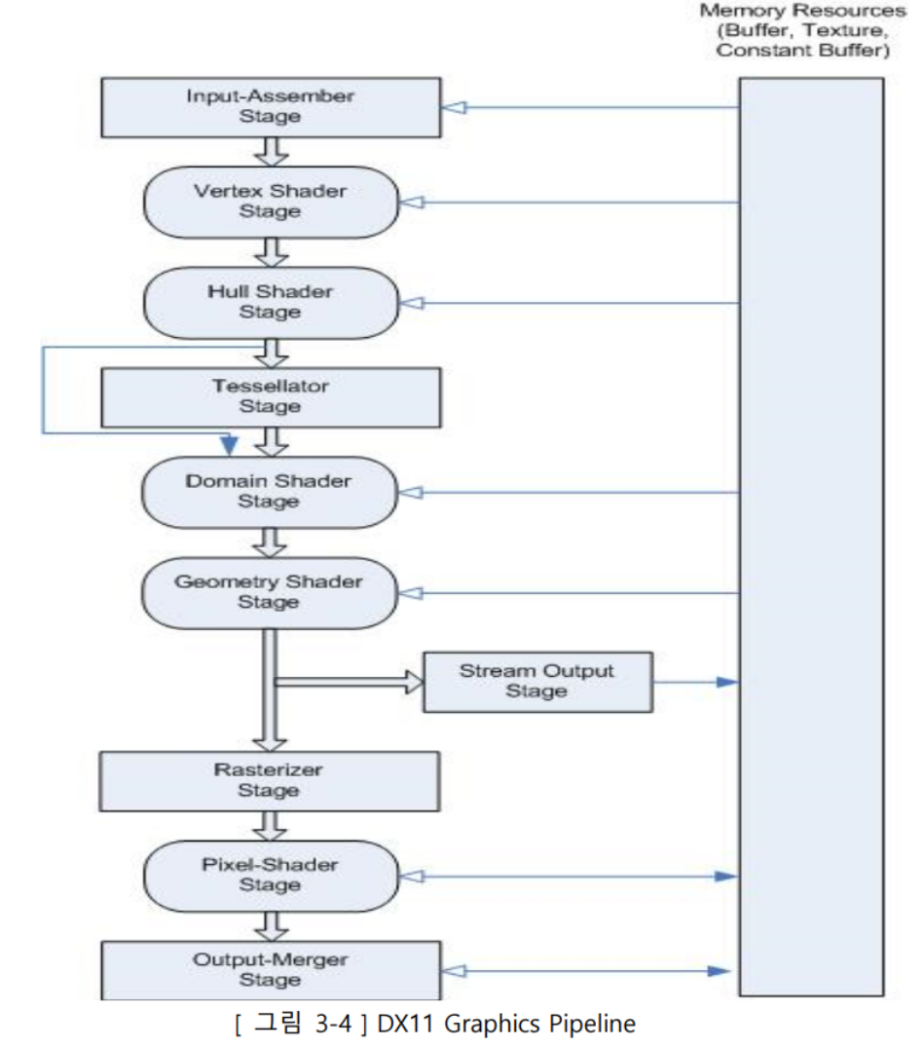 Memory Resources
(Buffer, Texture,
Constant Buffer)
Input-Assember
Stage
Vertex Shader
Stage
Hull Shader
Stage
Tessellator
Stage
Domain Shader
Stage
Geometry Shader
Stage
Stream Output
Stage
Rasterizer
Stage
Pixel-Shader
Stage
Output-Merger
Stage
[ 그림 3-4 ] DX11 Graphics Pipeline